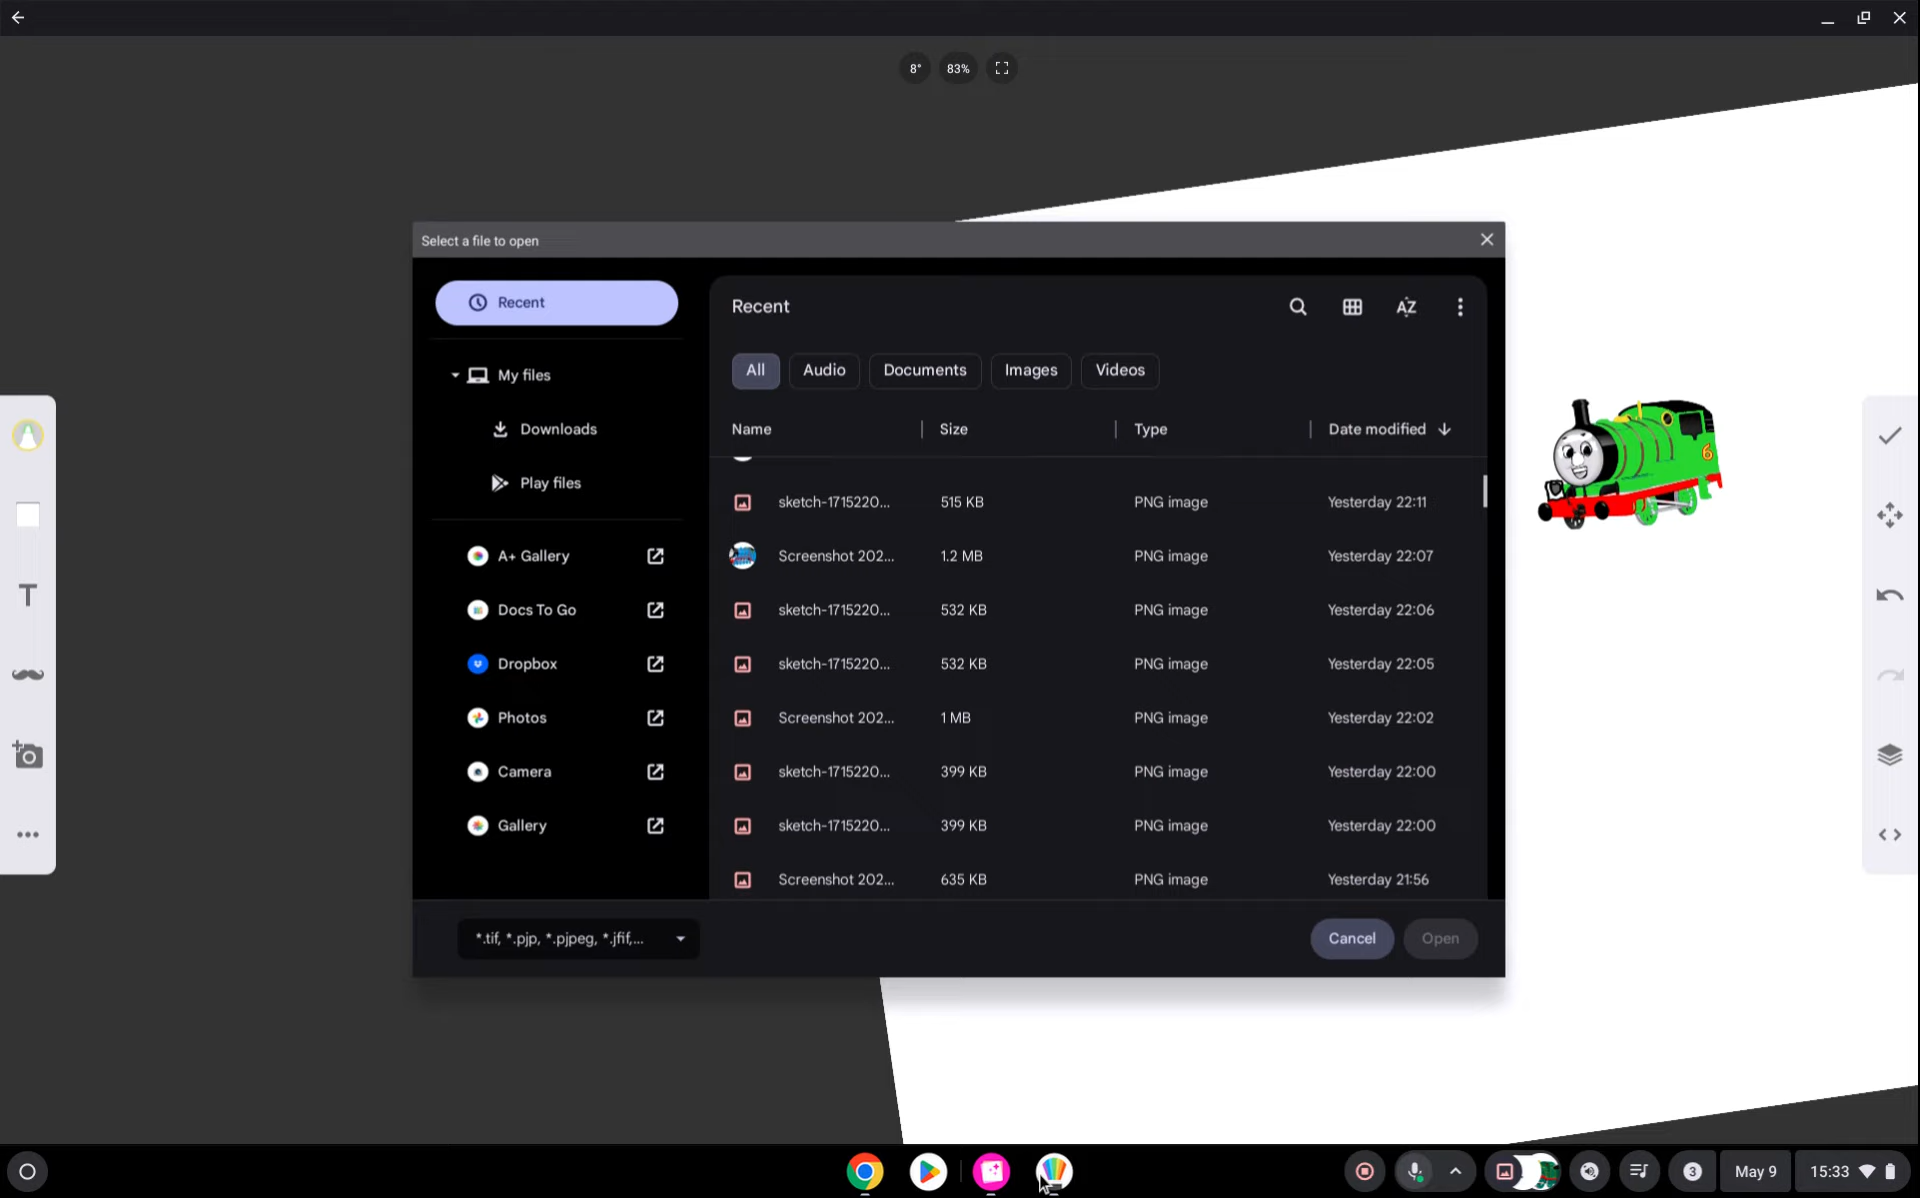 8° 83%
Select a file to open
Recent
My files
Downloads
Play files
A+ Gallery
Docs To Go
Dropbox
Photos
Camera
Gallery
Recent
All Audio Documents Images Videos
Name Size Type Date modified
sketch-1715220... 515 KB PNG image Yesterday 22:11
Screenshot 202... 1.2 MB PNG image Yesterday 22:07
sketch-1715220... 532 KB PNG image Yesterday 22:06
sketch-1715220... 532 KB PNG image Yesterday 22:05
Screenshot 202... 1 MB PNG image Yesterday 22:02
sketch-1715220... 399 KB PNG image Yesterday 22:00
sketch-1715220... 399 KB PNG image Yesterday 22:00
Screenshot 202... 635 KB PNG image Yesterday 21:56
*.tif, *.pjp, *.pjpeg, *.jfif,...
Cancel Open
6
T
3 May 9 15:33